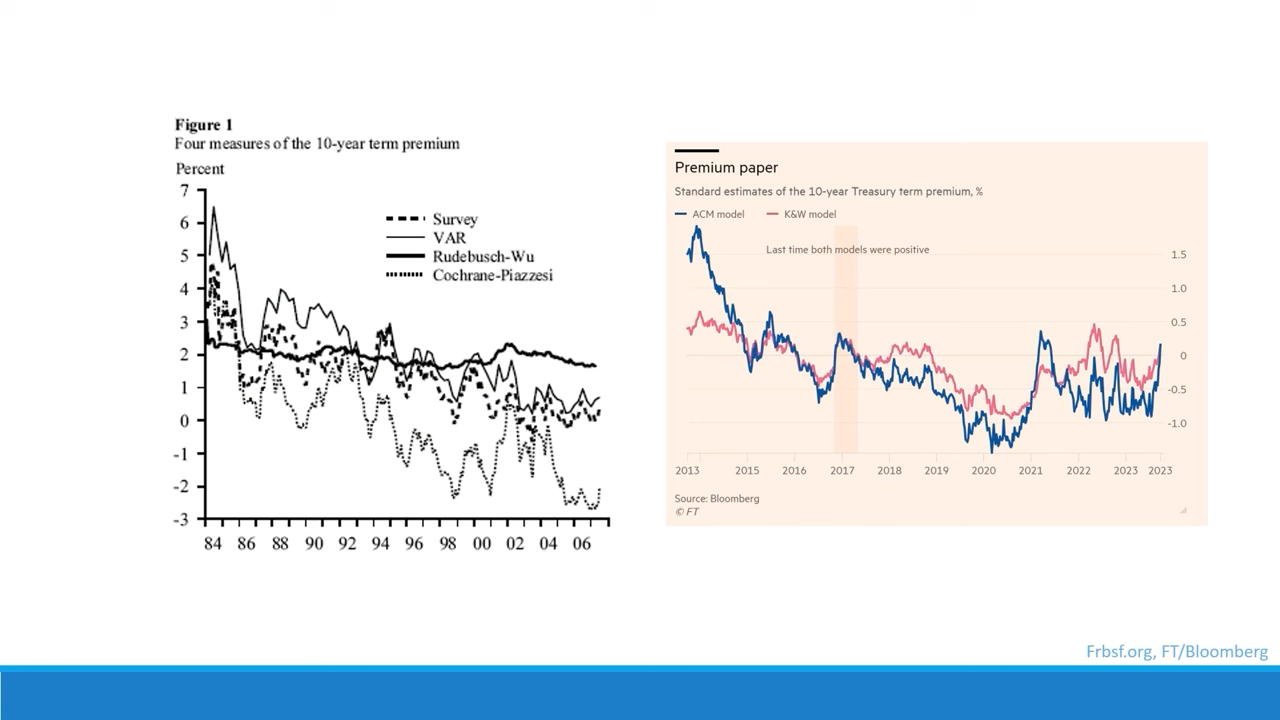 Figure 1
Four measures of the 10-year term premium
Percent
7
6
5
4
3
2
1
0
-1
-2
-3
Survey
VAR
Rudebusch-Wu
Cochrane-Piazzesi
84 86 88 90 92 94 96 98 00 02 04 06
Premium paper
Standard estimates of the 10-year Treasury term premium, %
ACM model K&W model
Last time both models were positive
1.5
1.0
0.5
0
-0.5
-1.0
2013 2015 2016 2017 2018 2019 2020 2021 2022 2023 2023
Source: Bloomberg
© FT
Frbsf.org, FT/Bloomberg